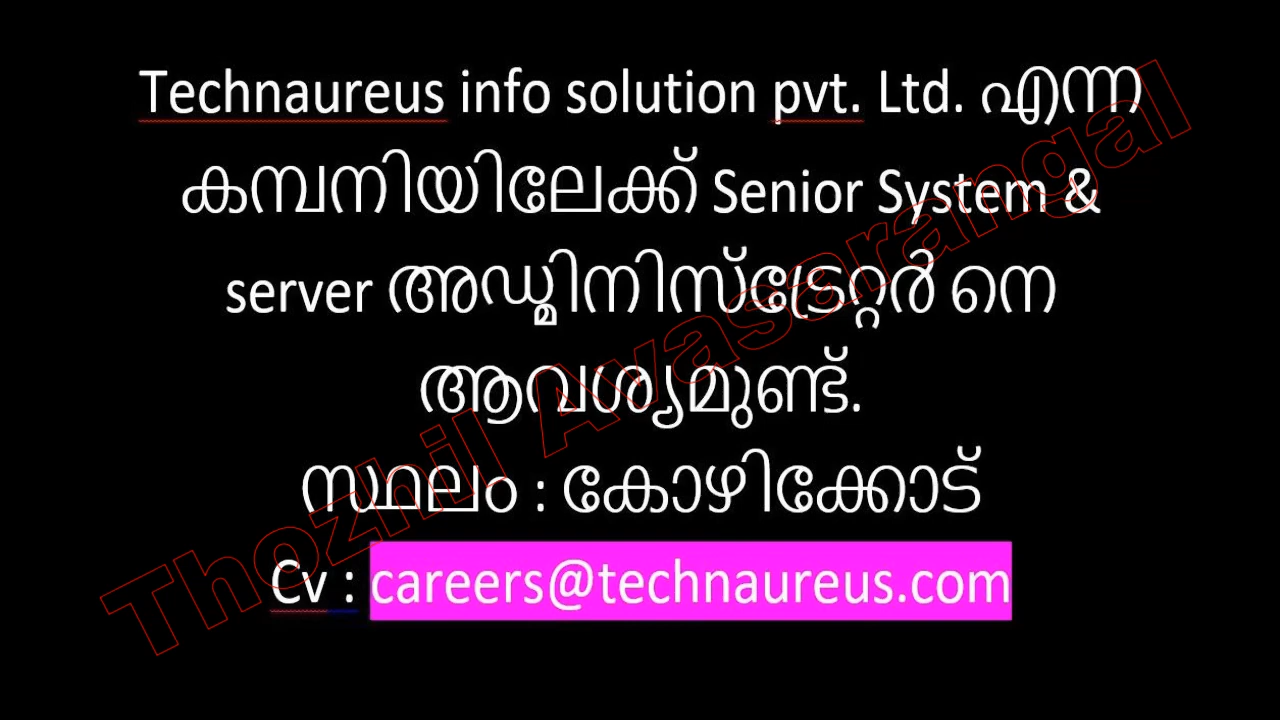 Technaureus info solution pvt. Ltd. എന്ന
കമ്പനിയിലേക്ക് Senior System &
server അഡ്മിനിസ്ട്രേറ്റർ നെ
ആവശ്യമുണ്ട്.
സ്ഥലം : കോഴിക്കോട്
Cv : careers@technaureus.com
Thozhil Avasarangal